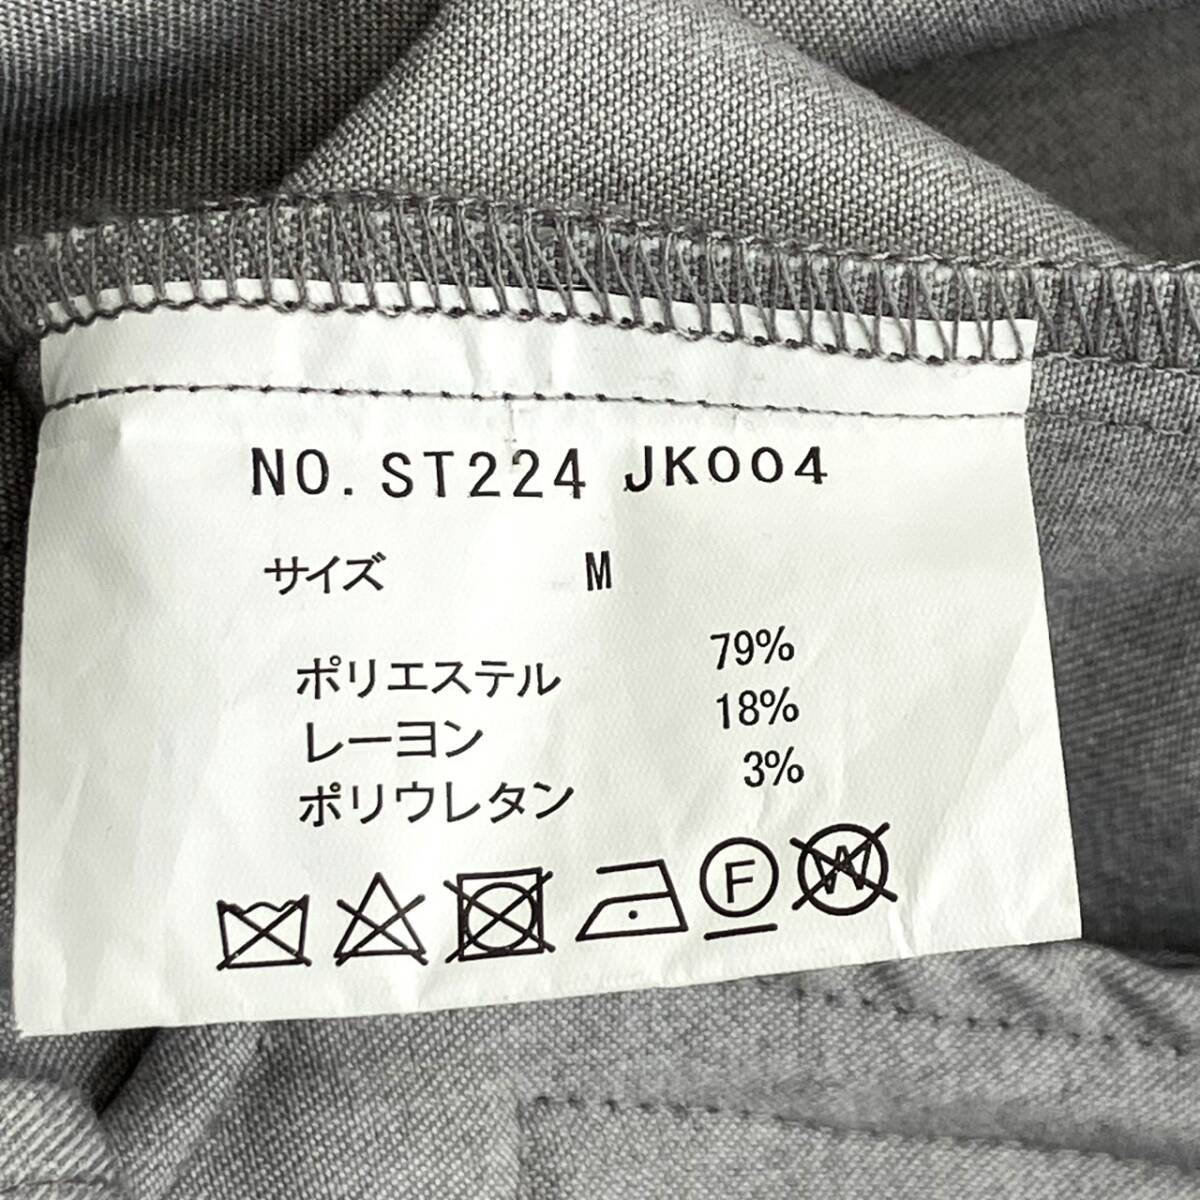 NO. ST224 JK004
サイズ M
ポリエステル 79%
レーヨン 18%
ポリウレタン 3%
F W